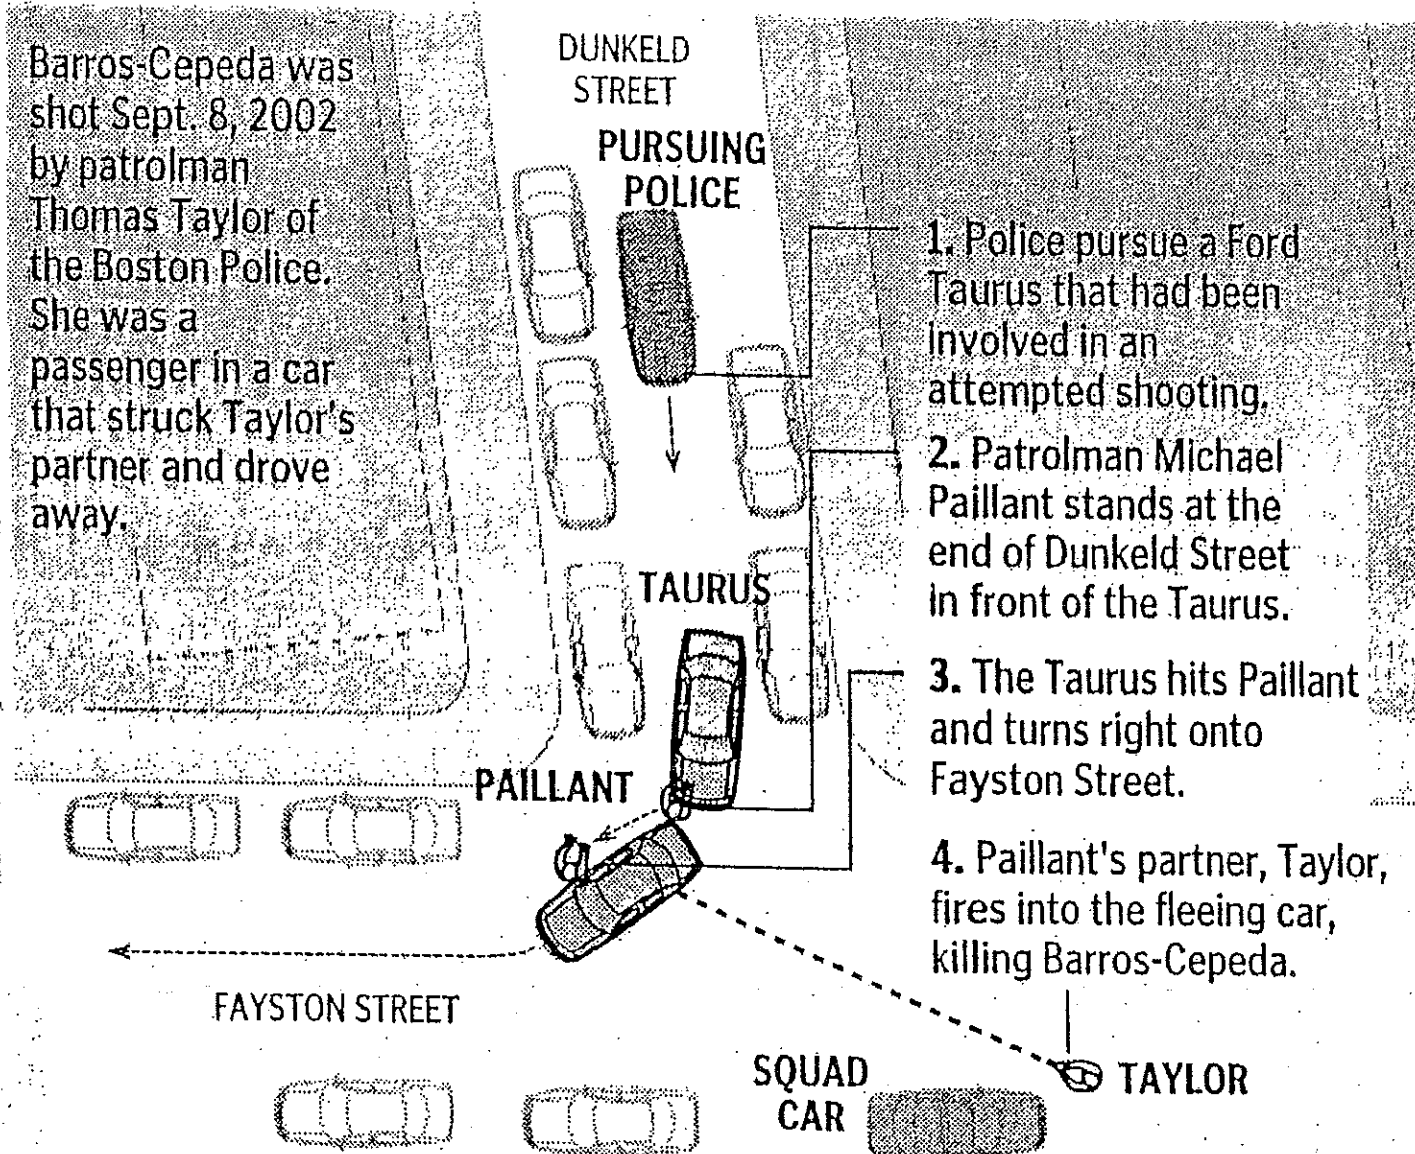 Barros-Cepeda was
shot Sept. 8, 2002
by patrolman
Thomas Taylor of
the Boston Police.
She was a
passenger in a car
that struck Taylor's
partner and drove
away.
DUNKELD
STREET
PURSUING
POLICE
1. Police pursue a Ford
Taurus that had been
involved in an
attempted shooting.
2. Patrolman Michael
Paillant stands at the
end of Dunkeld Street
in front of the Taurus.
TAURUS
3. The Taurus hits Paillant
and turns right onto
Fayston Street.
PAILLANT
4. Paillant's partner, Taylor,
fires into the fleeing car,
killing Barros-Cepeda.
FAYSTON STREET
SQUAD
CAR
TAYLOR